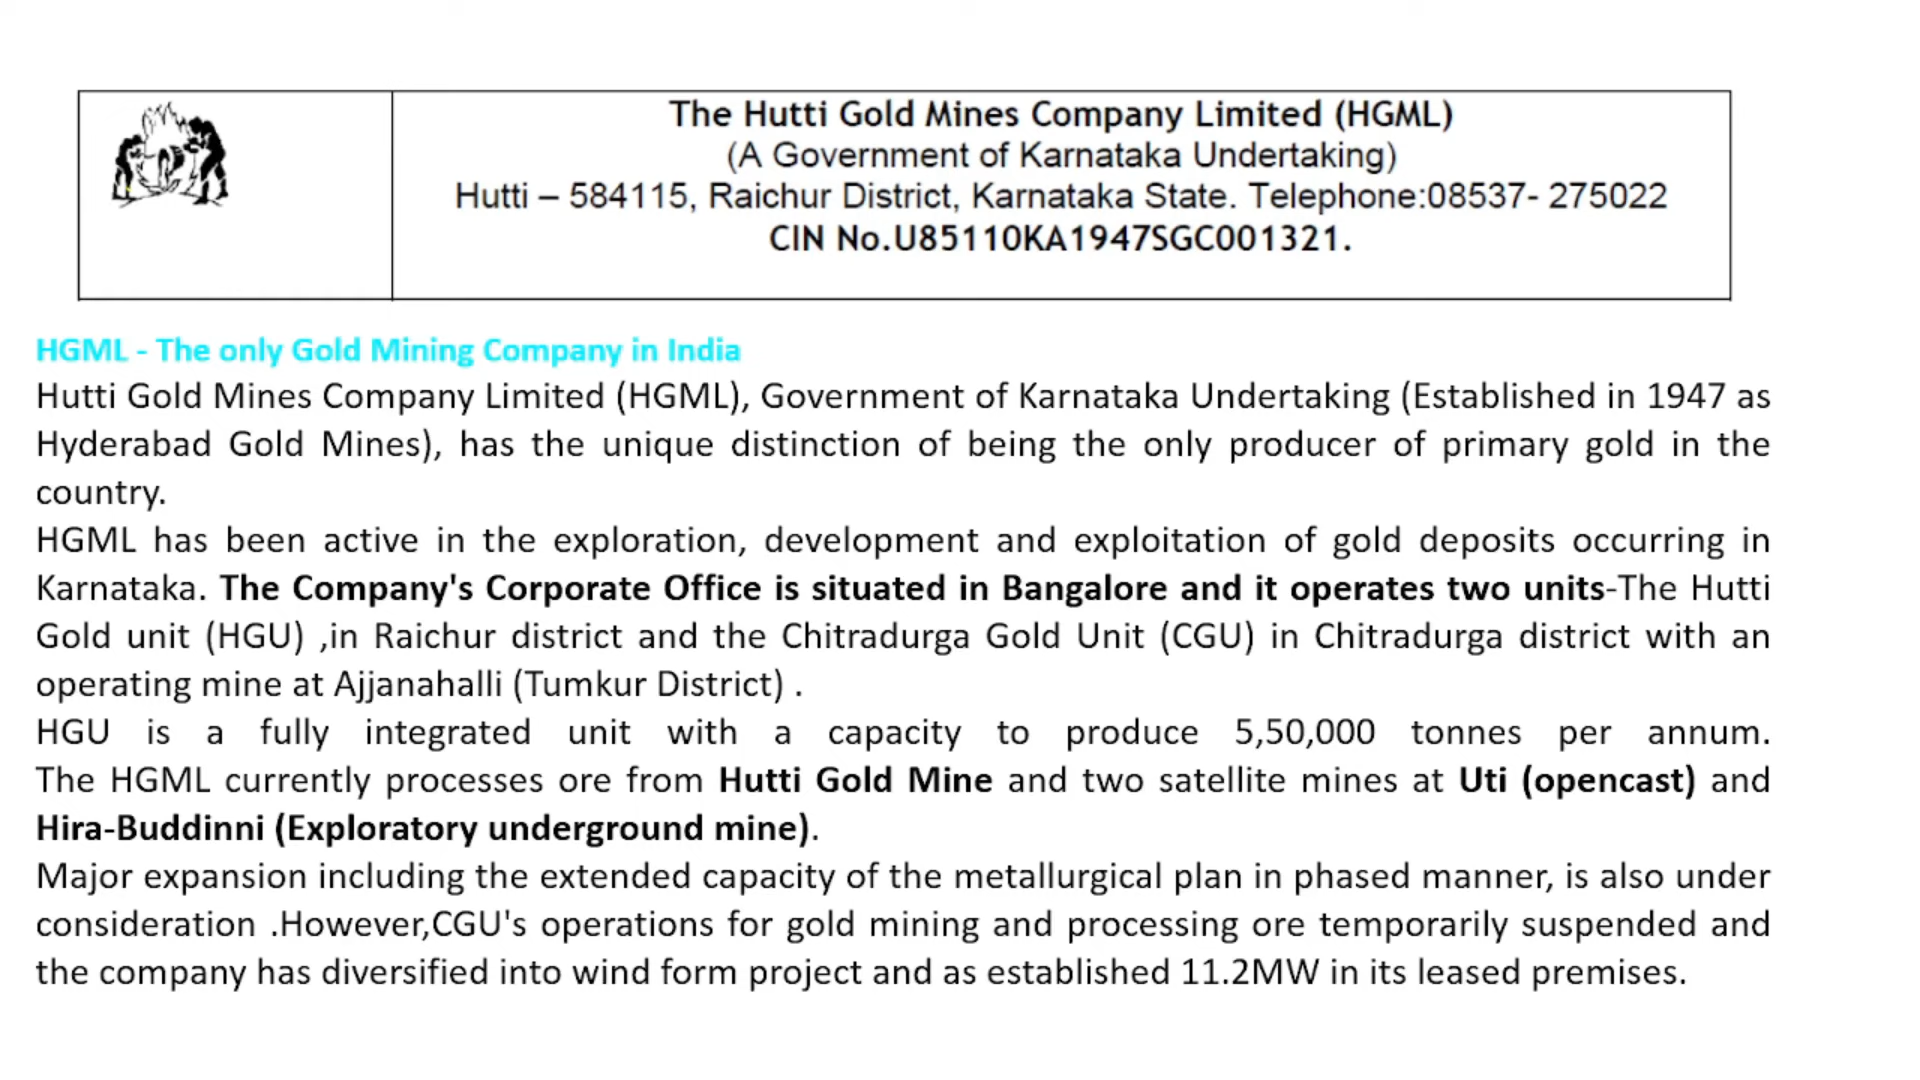 The Hutti Gold Mines Company Limited (HGML)
(A Government of Karnataka Undertaking)
Hutti – 584115, Raichur District, Karnataka State. Telephone:08537- 275022
CIN No.U85110KA1947SGC001321.
HGML - The only Gold Mining Company in India
Hutti Gold Mines Company Limited (HGML), Government of Karnataka Undertaking (Established in 1947 as
Hyderabad Gold Mines), has the unique distinction of being the only producer of primary gold in the
country.
HGML has been active in the exploration, development and exploitation of gold deposits occurring in
Karnataka. The Company's Corporate Office is situated in Bangalore and it operates two units-The Hutti
Gold unit (HGU) ,in Raichur district and the Chitradurga Gold Unit (CGU) in Chitradurga district with an
operating mine at Ajjanahalli (Tumkur District) .
HGU is a fully integrated unit with a capacity to produce 5,50,000 tonnes per annum.
The HGML currently processes ore from Hutti Gold Mine and two satellite mines at Uti (opencast) and
Hira-Buddinni (Exploratory underground mine).
Major expansion including the extended capacity of the metallurgical plan in phased manner, is also under
consideration .However,CGU's operations for gold mining and processing ore temporarily suspended and
the company has diversified into wind form project and as established 11.2MW in its leased premises.